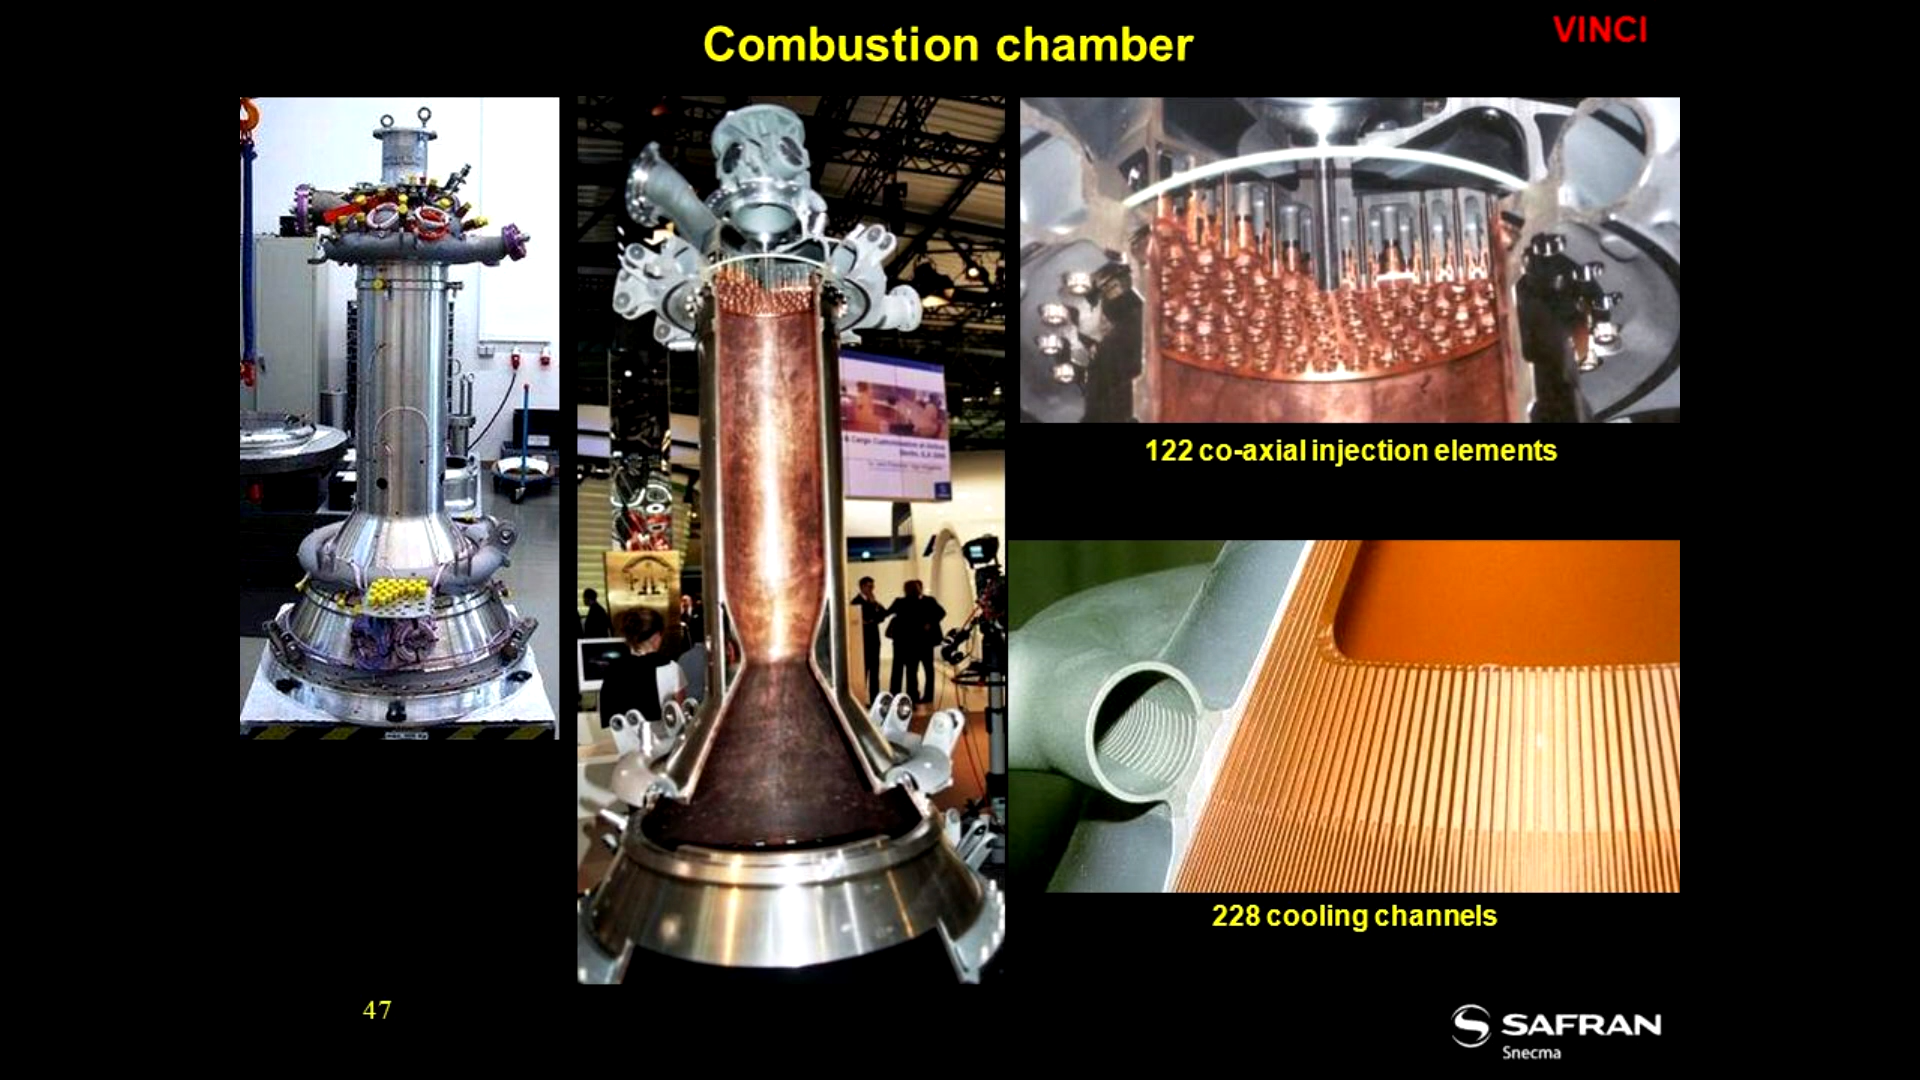 Combustion chamber
VINCI
122 co-axial injection elements
228 cooling channels
47
SAFRAN
Snecma